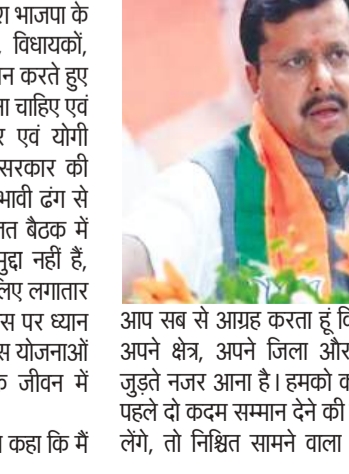 भाजपा के
विधायकों,
करते हुए
चाहिए एवं
एवं योगी
सरकार की
ढंग से
बैठक में
नहीं हैं,
लगातार
पर ध्यान
योजनाओं
जीवन में
कहा कि मैं
आप सब से आग्रह करता हूं
अपने क्षेत्र, अपने जिला और
जुड़ते नजर आना है। हमको
पहले दो कदम सम्मान देने की
लेंगे, तो निश्चित सामने वाला